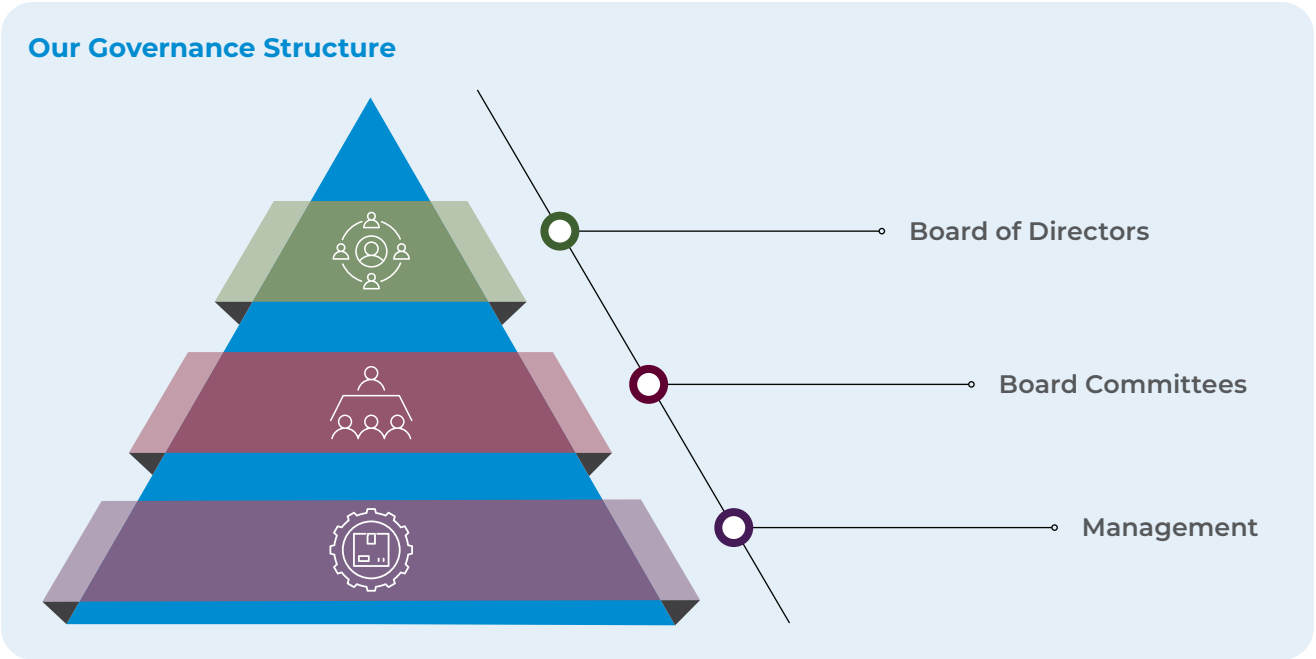 Our Governance Structure
Board of Directors
Board Committees
Management